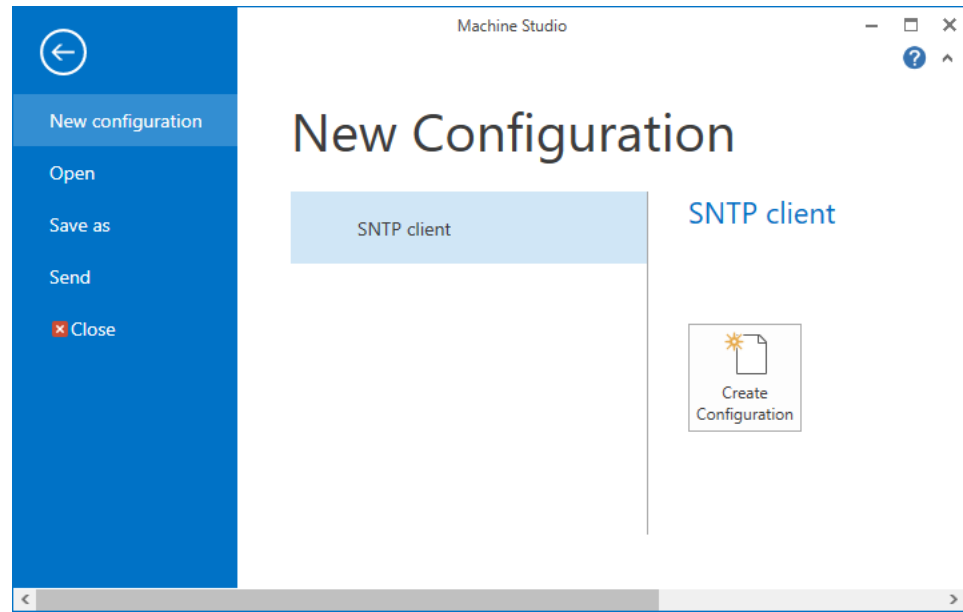 Machine Studio
New configuration
Open
Save as
Send
Close
New Configuration
SNTP client
SNTP client
Create
Configuration